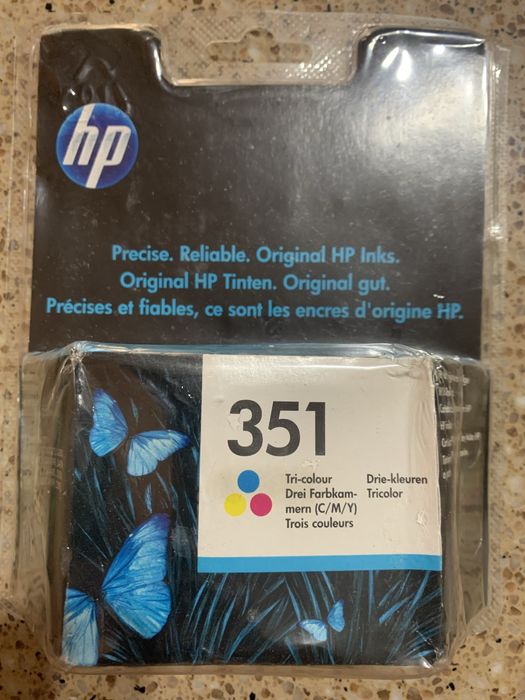 hp
Precise. Reliable. Original HP Inks.
Original HP Tinten. Original gut.
Précises et fiables, ce sont les encres d'origine HP.
351
Tri-colour
Drei Farbkam-
mern (C/M/Y)
Trois couleurs
Drie-kleuren
Tricolor